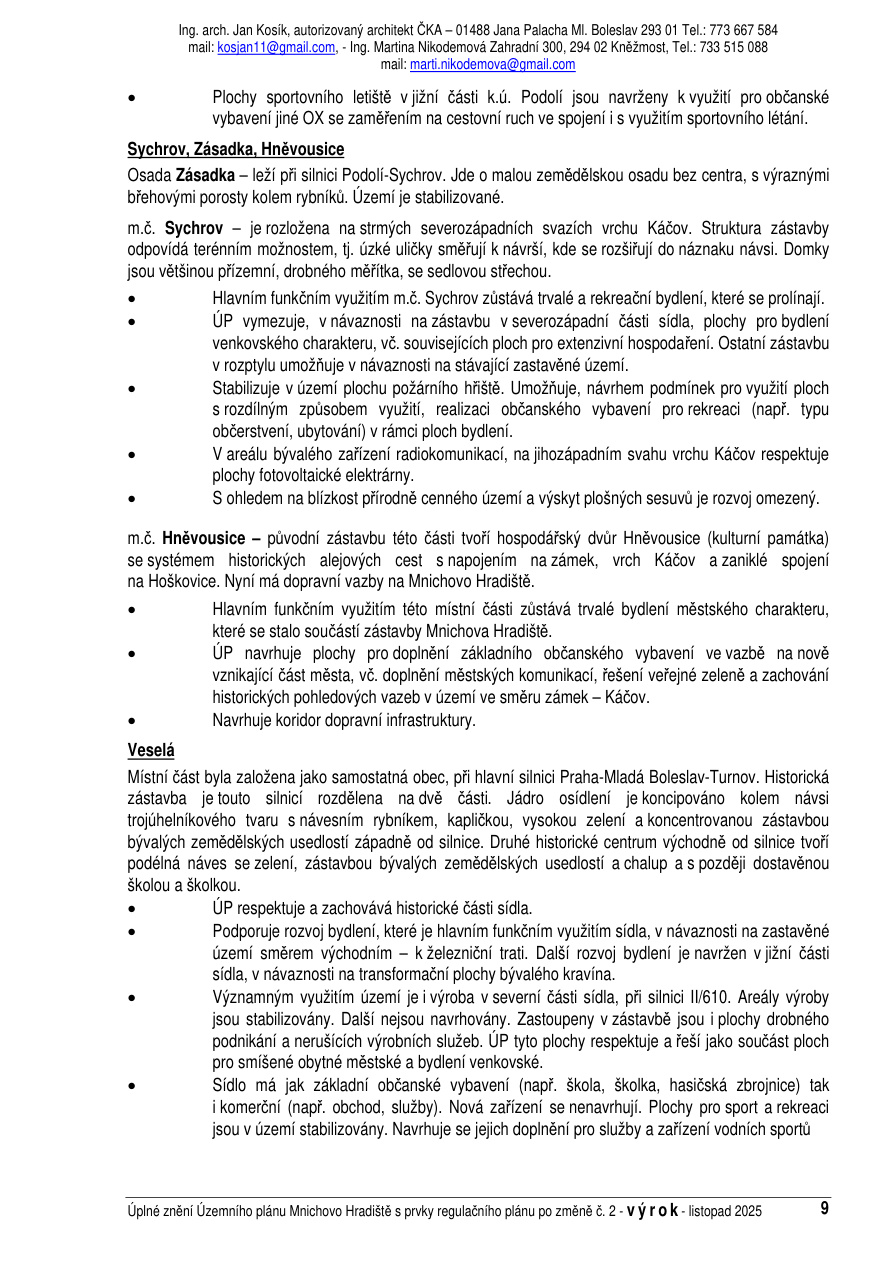 Ing. arch. Jan Kosík, autorizovaný architekt ČKA – 01488 Jana Palacha Ml. Boleslav 293 01 Tel.: 773 667 584
mail: kosjan11@gmail.com, - Ing. Martina Nikodemová Zahradní 300, 294 02 Kněžmost, Tel.: 733 515 088
mail: marti.nikodemova@gmail.com
• Plochy sportovního letiště v jižní části k.ú. Podolí jsou navrženy k využití pro občanské
vybavení jiné OX se zaměřením na cestovní ruch ve spojení i s využitím sportovního létání.
Sychrov, Zásadka, Hněvousice
Osada Zásadka – leží při silnici Podolí-Sychrov. Jde o malou zemědělskou osadu bez centra, s výraznými
břehovými porosty kolem rybníků. Území je stabilizované.
m.č. Sychrov – je rozložena na strmých severozápadních svazích vrchu Káčov. Struktura zástavby
odpovídá terénním možnostem, tj. úzké uličky směřují k návrší, kde se rozšiřují do náznaku návsi. Domky
jsou většinou přízemní, drobného měřítka, se sedlovou střechou.
• Hlavním funkčním využitím m.č. Sychrov zůstává trvalé a rekreační bydlení, které se prolínají.
• ÚP vymezuje, v návaznosti na zástavbu v severozápadní části sídla, plochy pro bydlení
venkovského charakteru, vč. souvisejících ploch pro extenzivní hospodaření. Ostatní zástavbu
v rozptylu umožňuje v návaznosti na stávající zastavěné území.
• Stabilizuje v území plochu požárního hřiště. Umožňuje, návrhem podmínek pro využití ploch
s rozdílným způsobem využití, realizaci občanského vybavení pro rekreaci (např. typu
občerstvení, ubytování) v rámci ploch bydlení.
• V areálu bývalého zařízení radiokomunikací, na jihozápadním svahu vrchu Káčov respektuje
plochy fotovoltaické elektrárny.
• S ohledem na blízkost přírodně cenného území a výskyt plošných sesuvů je rozvoj omezený.
m.č. Hněvousice – původní zástavbu této části tvoří hospodářský dvůr Hněvousice (kulturní památka)
se systémem historických alejových cest s napojením na zámek, vrch Káčov a zaniklé spojení
na Hoškovice. Nyní má dopravní vazby na Mnichovo Hradiště.
• Hlavním funkčním využitím této místní části zůstává trvalé bydlení městského charakteru,
které se stalo součástí zástavby Mnichova Hradiště.
• ÚP navrhuje plochy pro doplnění základního občanského vybavení ve vazbě na nově
vznikající část města, vč. doplnění městských komunikací, řešení veřejné zeleně a zachování
historických pohledových vazeb v území ve směru zámek – Káčov.
• Navrhuje koridor dopravní infrastruktury.
Veselá
Místní část byla založena jako samostatná obec, při hlavní silnici Praha-Mladá Boleslav-Turnov. Historická
zástavba je touto silnicí rozdělena na dvě části. Jádro osídlení je koncipováno kolem návsi
trojúhelníkového tvaru s návesním rybníkem, kapličkou, vysokou zelení a koncentrovanou zástavbou
bývalých zemědělských usedlostí západně od silnice. Druhé historické centrum východně od silnice tvoří
podélná náves se zelení, zástavbou bývalých zemědělských usedlostí a chalup a s později dostavěnou
školou a školkou.
• ÚP respektuje a zachovává historické části sídla.
• Podporuje rozvoj bydlení, které je hlavním funkčním využitím sídla, v návaznosti na zastavěné
území směrem východním – k železniční trati. Další rozvoj bydlení je navržen v jižní části
sídla, v návaznosti na transformační plochy bývalého kravína.
• Významným využitím území je i výroba v severní části sídla, při silnici II/610. Areály výroby
jsou stabilizovány. Další nejsou navrhovány. Zastoupeny v zástavbě jsou i plochy drobného
podnikání a nerušících výrobních služeb. ÚP tyto plochy respektuje a řeší jako součást ploch
pro smíšené obytné městské a bydlení venkovské.
• Sídlo má jak základní občanské vybavení (např. škola, školka, hasičská zbrojnice) tak
i komerční (např. obchod, služby). Nová zařízení se nenavrhují. Plochy pro sport a rekreaci
jsou v území stabilizovány. Navrhuje se jejich doplnění pro služby a zařízení vodních sportů
Úplné znění Územního plánu Mnichovo Hradiště s prvky regulačního plánu po změně č. 2 - v ý r o k - listopad 2025 9